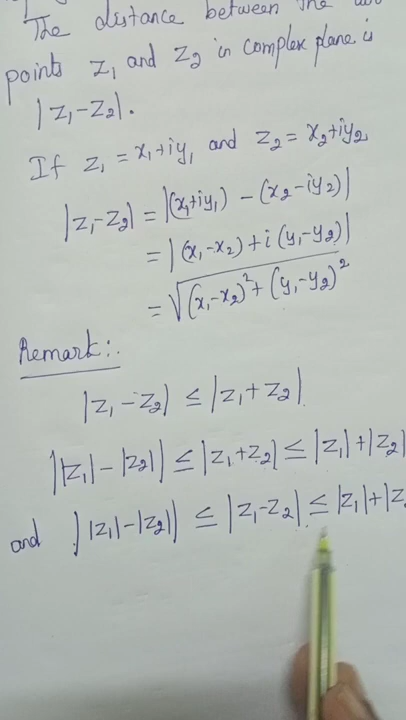 The distance between the two
points z₁ and z₂ in complex plane is
|z₁-z₂|.
If z₁ = x₁+iy₁ and z₂ = x₂+iy₂
|z₁-z₂| = |(x₁+iy₁) - (x₂-iy₂)|
= |(x₁-x₂)+i(y₁-y₂)|
= √(x₁-x₂)²+(y₁-y₂)²
Remark:.
|z₁-z₂| ≤ |z₁+z₂|
||z₁|-|z₂|| ≤ |z₁+z₂| ≤ |z₁|+|z₂|
and ||z₁|-|z₂|| ≤ |z₁-z₂| ≤ |z₁|+|z